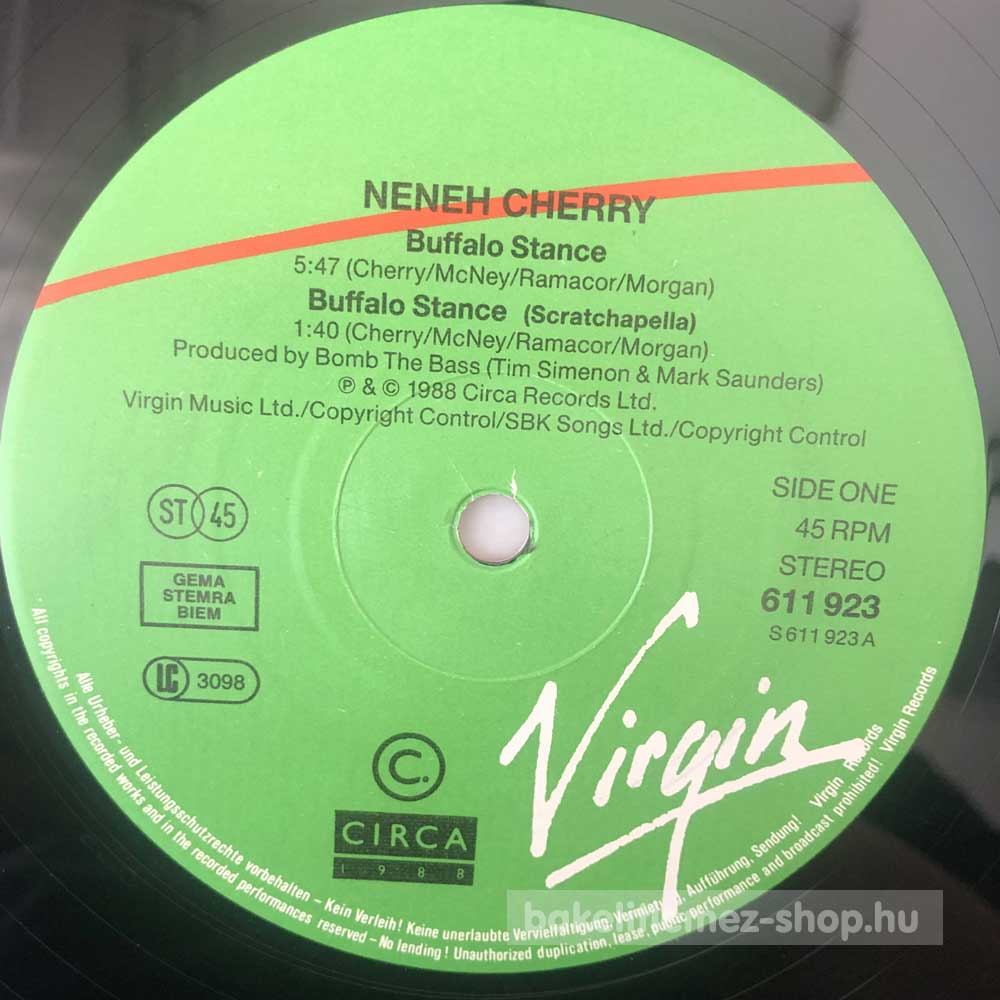 NENEH CHERRY
Buffalo Stance
5:47 (Cherry/McNey/Ramacor/Morgan)
Buffalo Stance (Scratchapella)
1:40 (Cherry/McNey/Ramacor/Morgan)
Produced by Bomb The Bass (Tim Simenon & Mark Saunders)
℗ & © 1988 Circa Records Ltd.
Virgin Music Ltd./Copyright Control/SBK Songs Ltd./Copyright Control
ST 45
GEMA
STEMRA
BIEM
LC 3098
SIDE ONE
45 RPM
STEREO
611 923
S 611 923 A
C.
CIRCA
1988
Virgin
Alle Urheber- und Leistungsschutzrechte vorbehalten – Kein Verleih! Keine unerlaubte Vervielfältigung, Vermietung, Aufführung, Sendung! Virgin Records
All copyrights in the recorded works and in the recorded performances reserved – No lending! Unauthorized duplication, lease, public performance and broadcast prohibited! Virgin Records
bakelitlemez-shop.hu